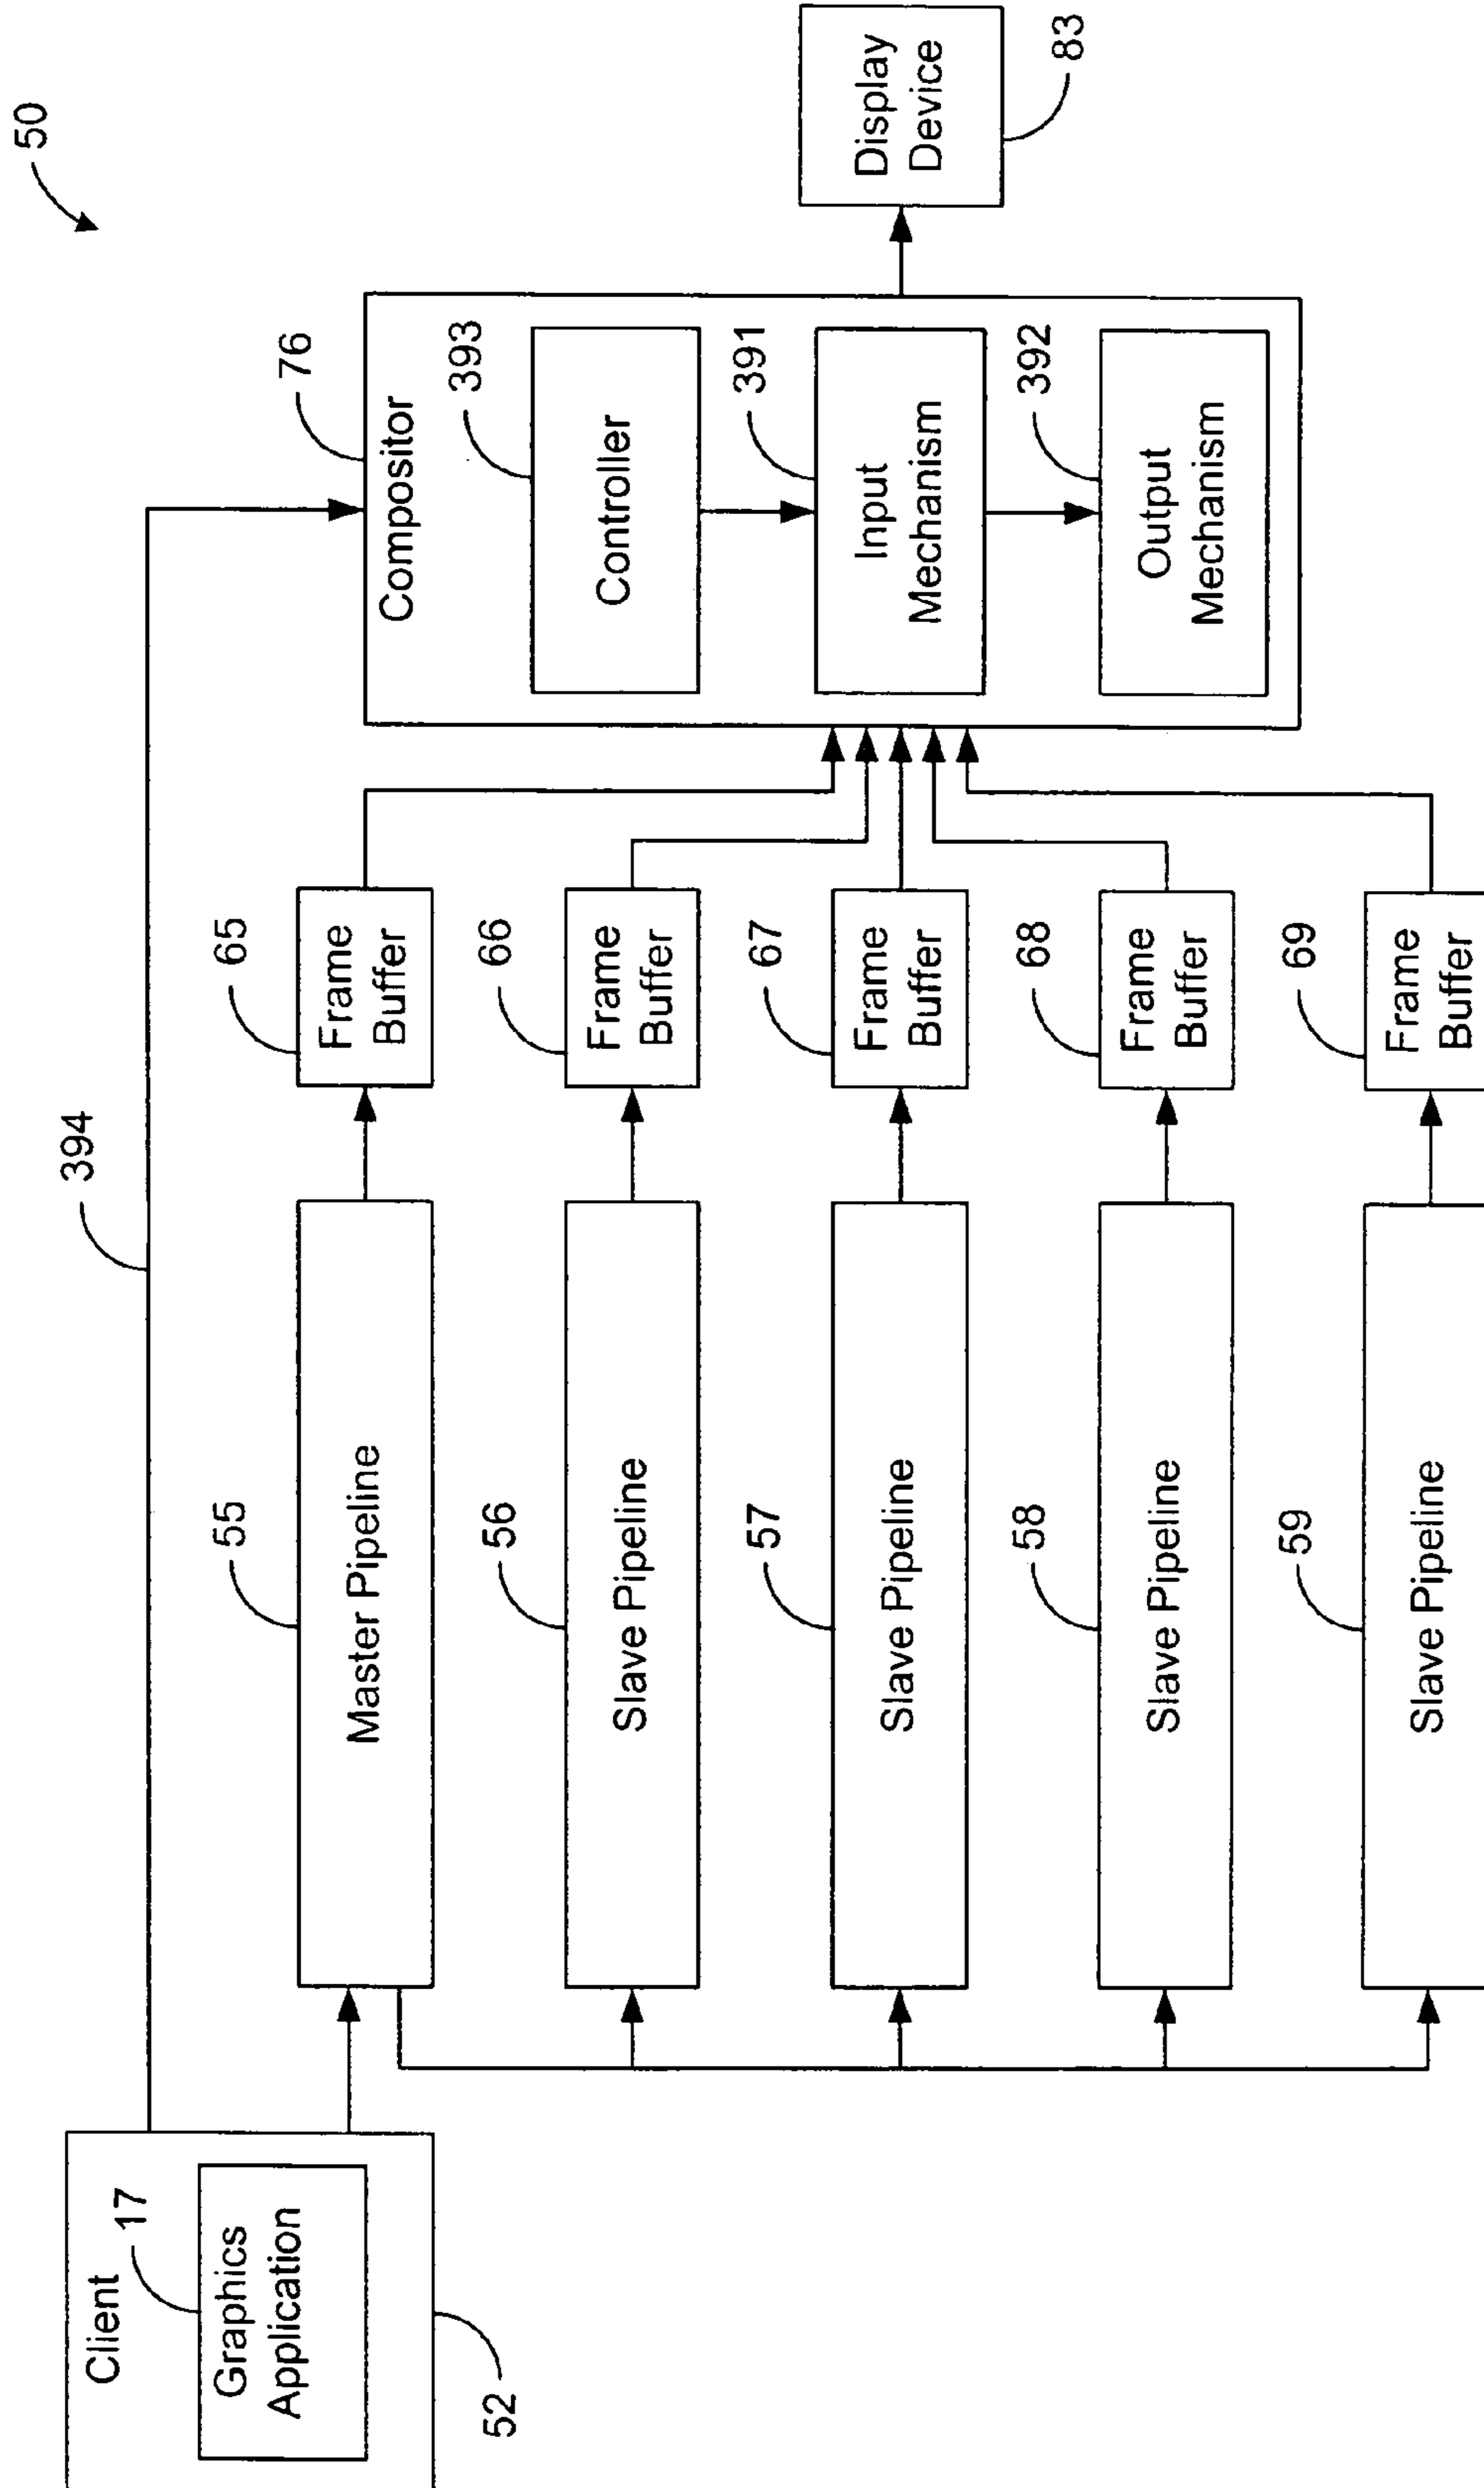 50
394
Client
17
Graphics
Application
52
55
Master Pipeline
65
Frame
Buffer
56
Slave Pipeline
66
Frame
Buffer
57
Slave Pipeline
67
Frame
Buffer
58
Slave Pipeline
68
Frame
Buffer
59
Slave Pipeline
69
Frame
Buffer
76
Compositor
393
Controller
391
Input
Mechanism
392
Output
Mechanism
Display
Device
83